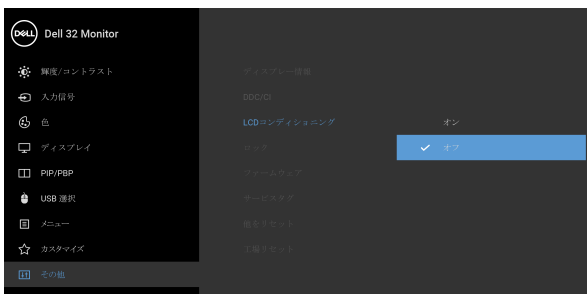 DELL Dell 32 Monitor
輝度/コントラスト
ディスプレー情報
入力信号
DDC/CI
色
LCDコンディショニング
オン
ディスプレイ
ロック
オフ
PIP/PBP
ファームウェア
USB 選択
サービスタグ
メニュー
他をリセット
カスタマイズ
工場リセット
その他